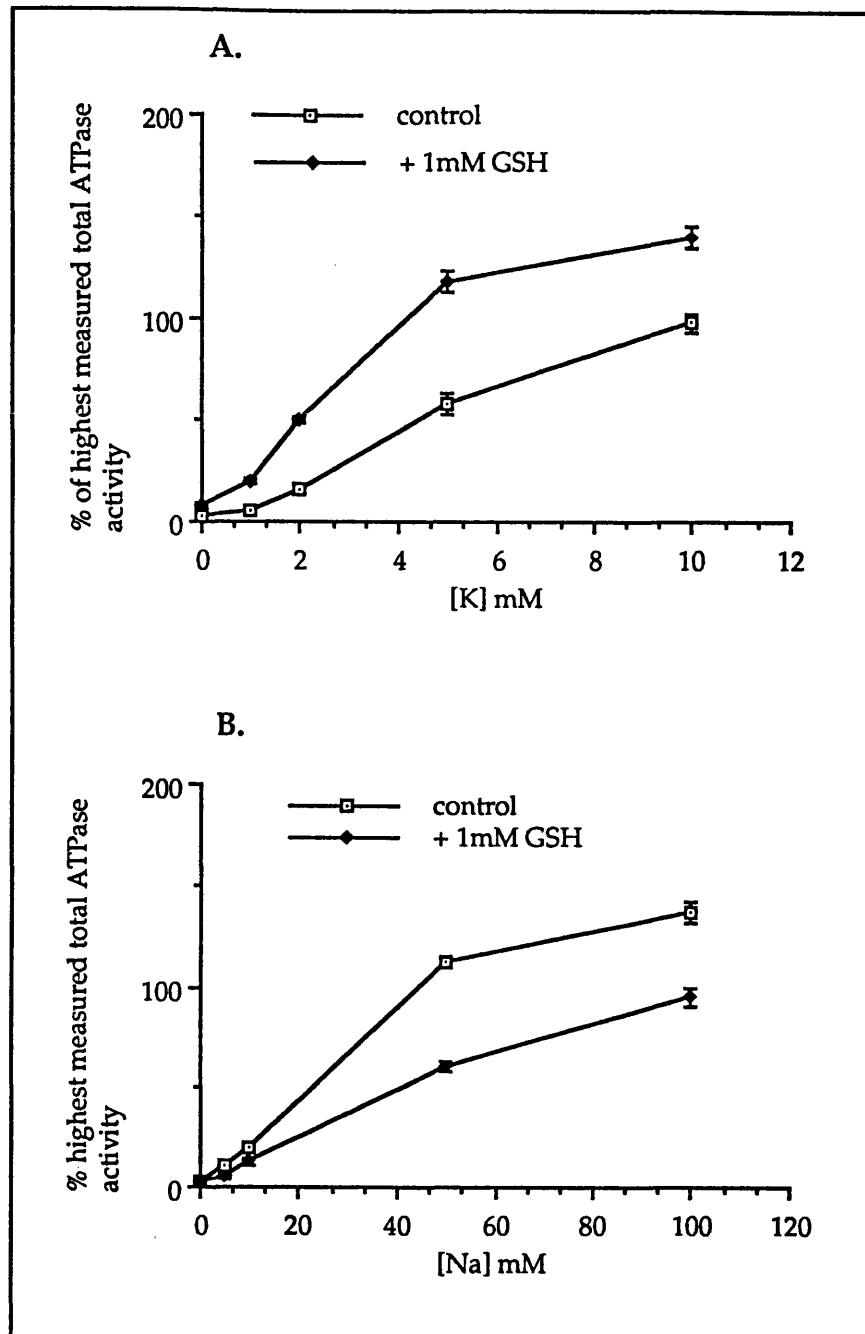 A.
control
+ 1mM GSH
200
100
0
% of highest measured total ATPase
activity
0 2 4 6 8 10 12
[K] mM
B.
control
+ 1mM GSH
200
100
0
% highest measured total ATPase
activity
0 20 40 60 80 100 120
[Na] mM